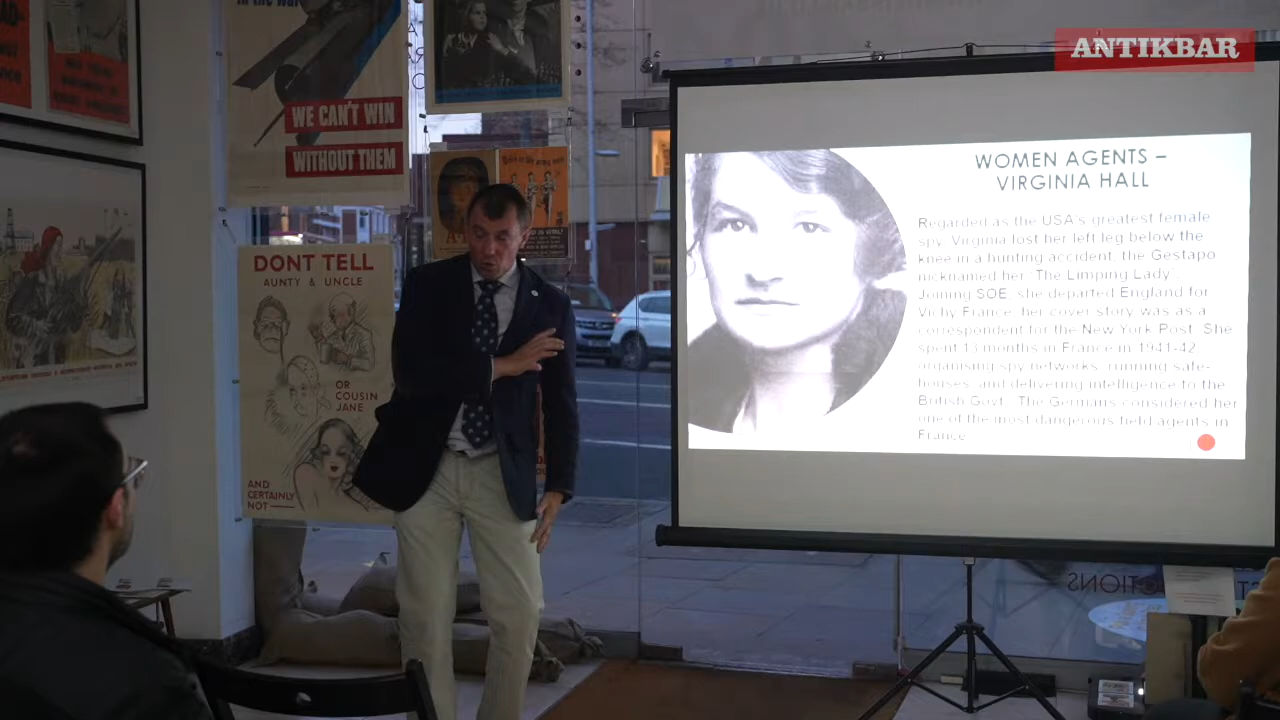 in the war
WE CAN'T WIN
WITHOUT THEM
DONT TELL
AUNTY & UNCLE
OR
COUSIN
JANE
AND
CERTAINLY
NOT—
ANTIKBAR
WOMEN AGENTS –
VIRGINIA HALL
Regarded as the USA's greatest female
spy, Virginia lost her left leg below the
knee in a hunting accident, the Gestapo
nicknamed her "The Limping Lady".
Joining SOE, she departed England for
Vichy France, her cover story was as a
correspondent for the New York Post. She
spent 13 months in France in 1941-42,
organising spy networks, running safe-
houses, and delivering intelligence to the
British Govt. The Germans considered her
one of the most dangerous field agents in
France